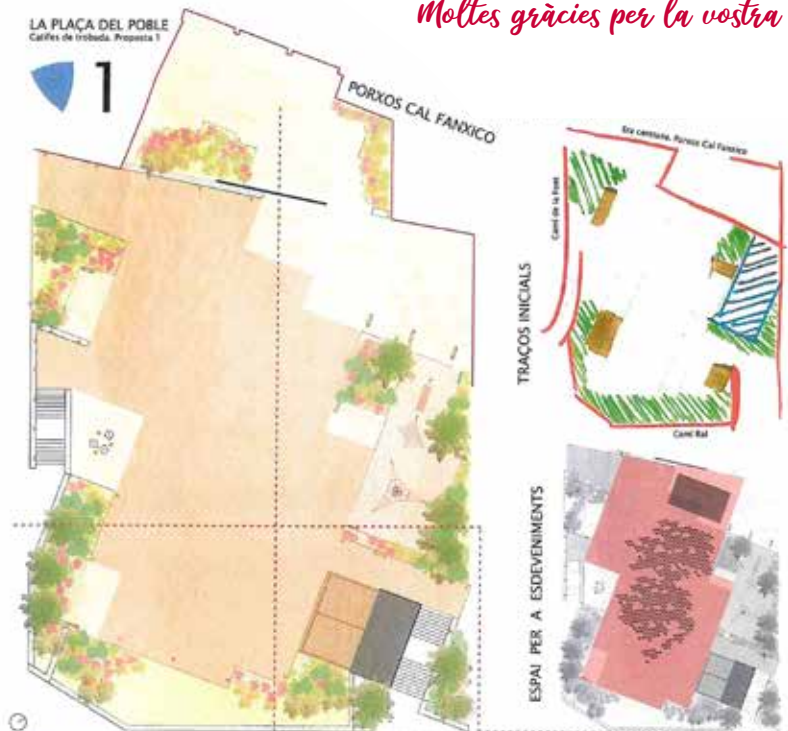 Moltes gràcies per la vostra
LA PLAÇA DEL POBLE
Catifes de trobada. Proposta 1
1
PORXOS CAL FANXICO
TRAÇOS INICIALS
Era comuna. Porxos Cal Fanxico
Camí de la Font
Camí Ral
ESPAI PER A ESDEVENIMENTS